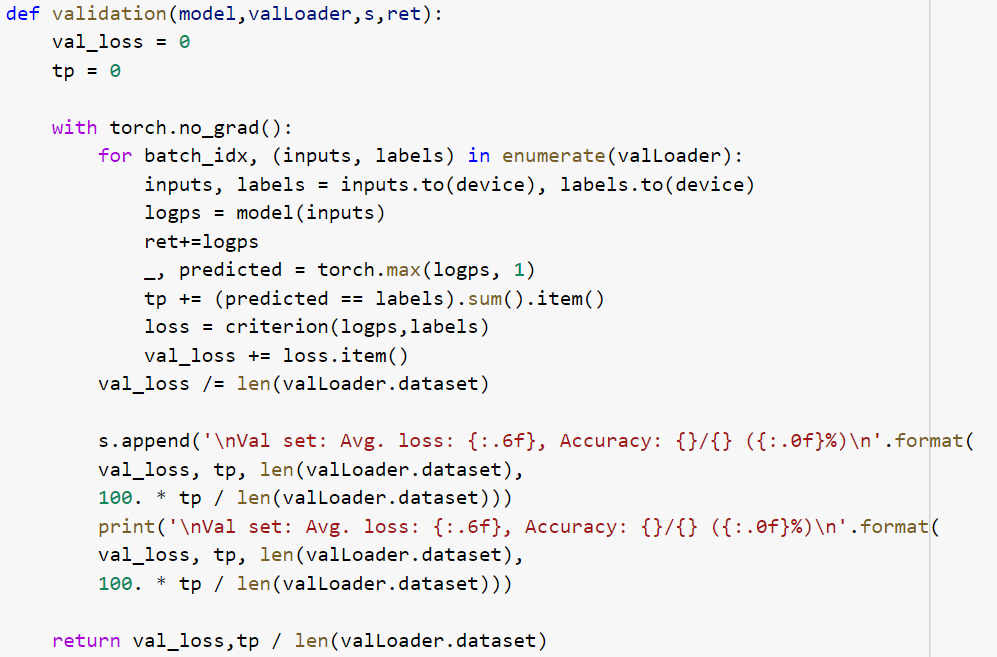 def validation(model,valLoader,s,ret):
    val_loss = 0
    tp = 0

    with torch.no_grad():
        for batch_idx, (inputs, labels) in enumerate(valLoader):
            inputs, labels = inputs.to(device), labels.to(device)
            logps = model(inputs)
            ret+=logps
            _, predicted = torch.max(logps, 1)
            tp += (predicted == labels).sum().item()
            loss = criterion(logps,labels)
            val_loss += loss.item()
        val_loss /= len(valLoader.dataset)

        s.append('\nVal set: Avg. loss: {:.6f}, Accuracy: {}/{} ({:.0f}%)\n'.format(
        val_loss, tp, len(valLoader.dataset),
        100. * tp / len(valLoader.dataset)))
        print('\nVal set: Avg. loss: {:.6f}, Accuracy: {}/{} ({:.0f}%)\n'.format(
        val_loss, tp, len(valLoader.dataset),
        100. * tp / len(valLoader.dataset)))

    return val_loss,tp / len(valLoader.dataset)